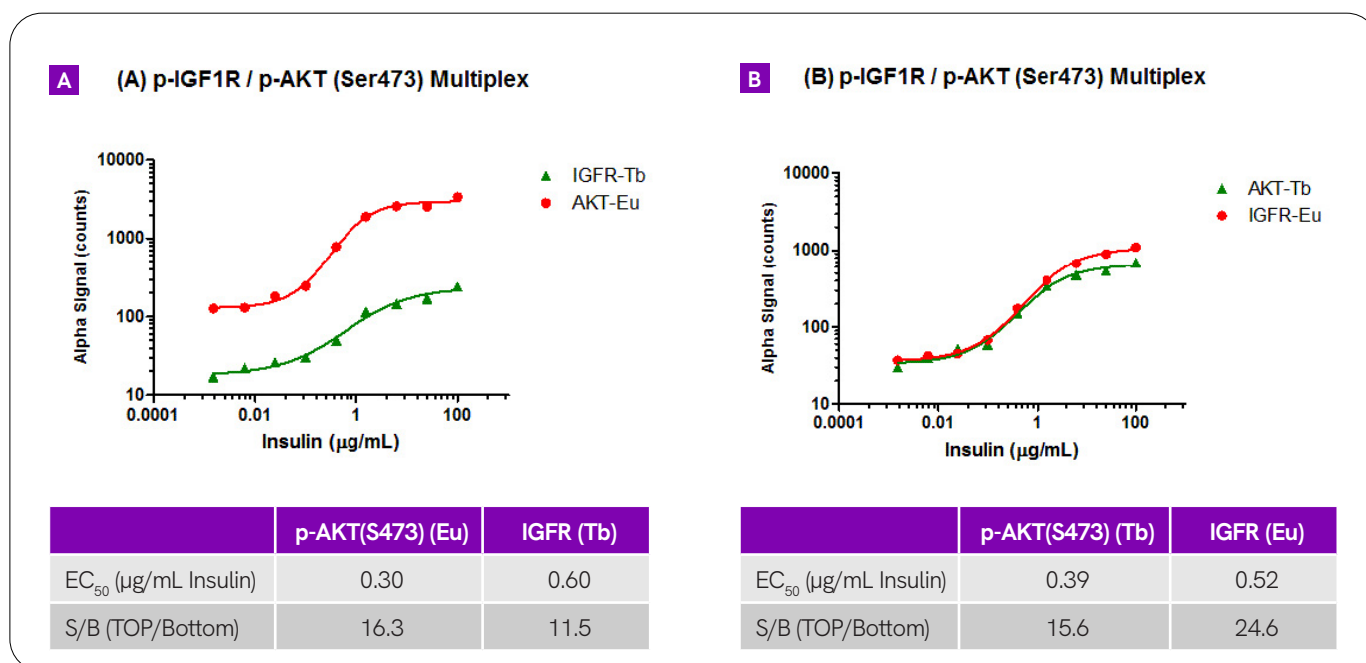 A
(A) p-IGF1R / p-AKT (Ser473) Multiplex
10000
1000
100
10
Alpha Signal (counts)
0.0001 0.01 1 100
Insulin (µg/mL)
IGFR-Tb
AKT-Eu
p-AKT(S473) (Eu) IGFR (Tb)
EC50 (µg/mL Insulin) 0.30 0.60
S/B (TOP/Bottom) 16.3 11.5
B
(B) p-IGF1R / p-AKT (Ser473) Multiplex
10000
1000
100
10
Alpha Signal (counts)
0.0001 0.01 1 100
Insulin (µg/mL)
AKT-Tb
IGFR-Eu
p-AKT(S473) (Tb) IGFR (Eu)
EC50 (µg/mL Insulin) 0.39 0.52
S/B (TOP/Bottom) 15.6 24.6